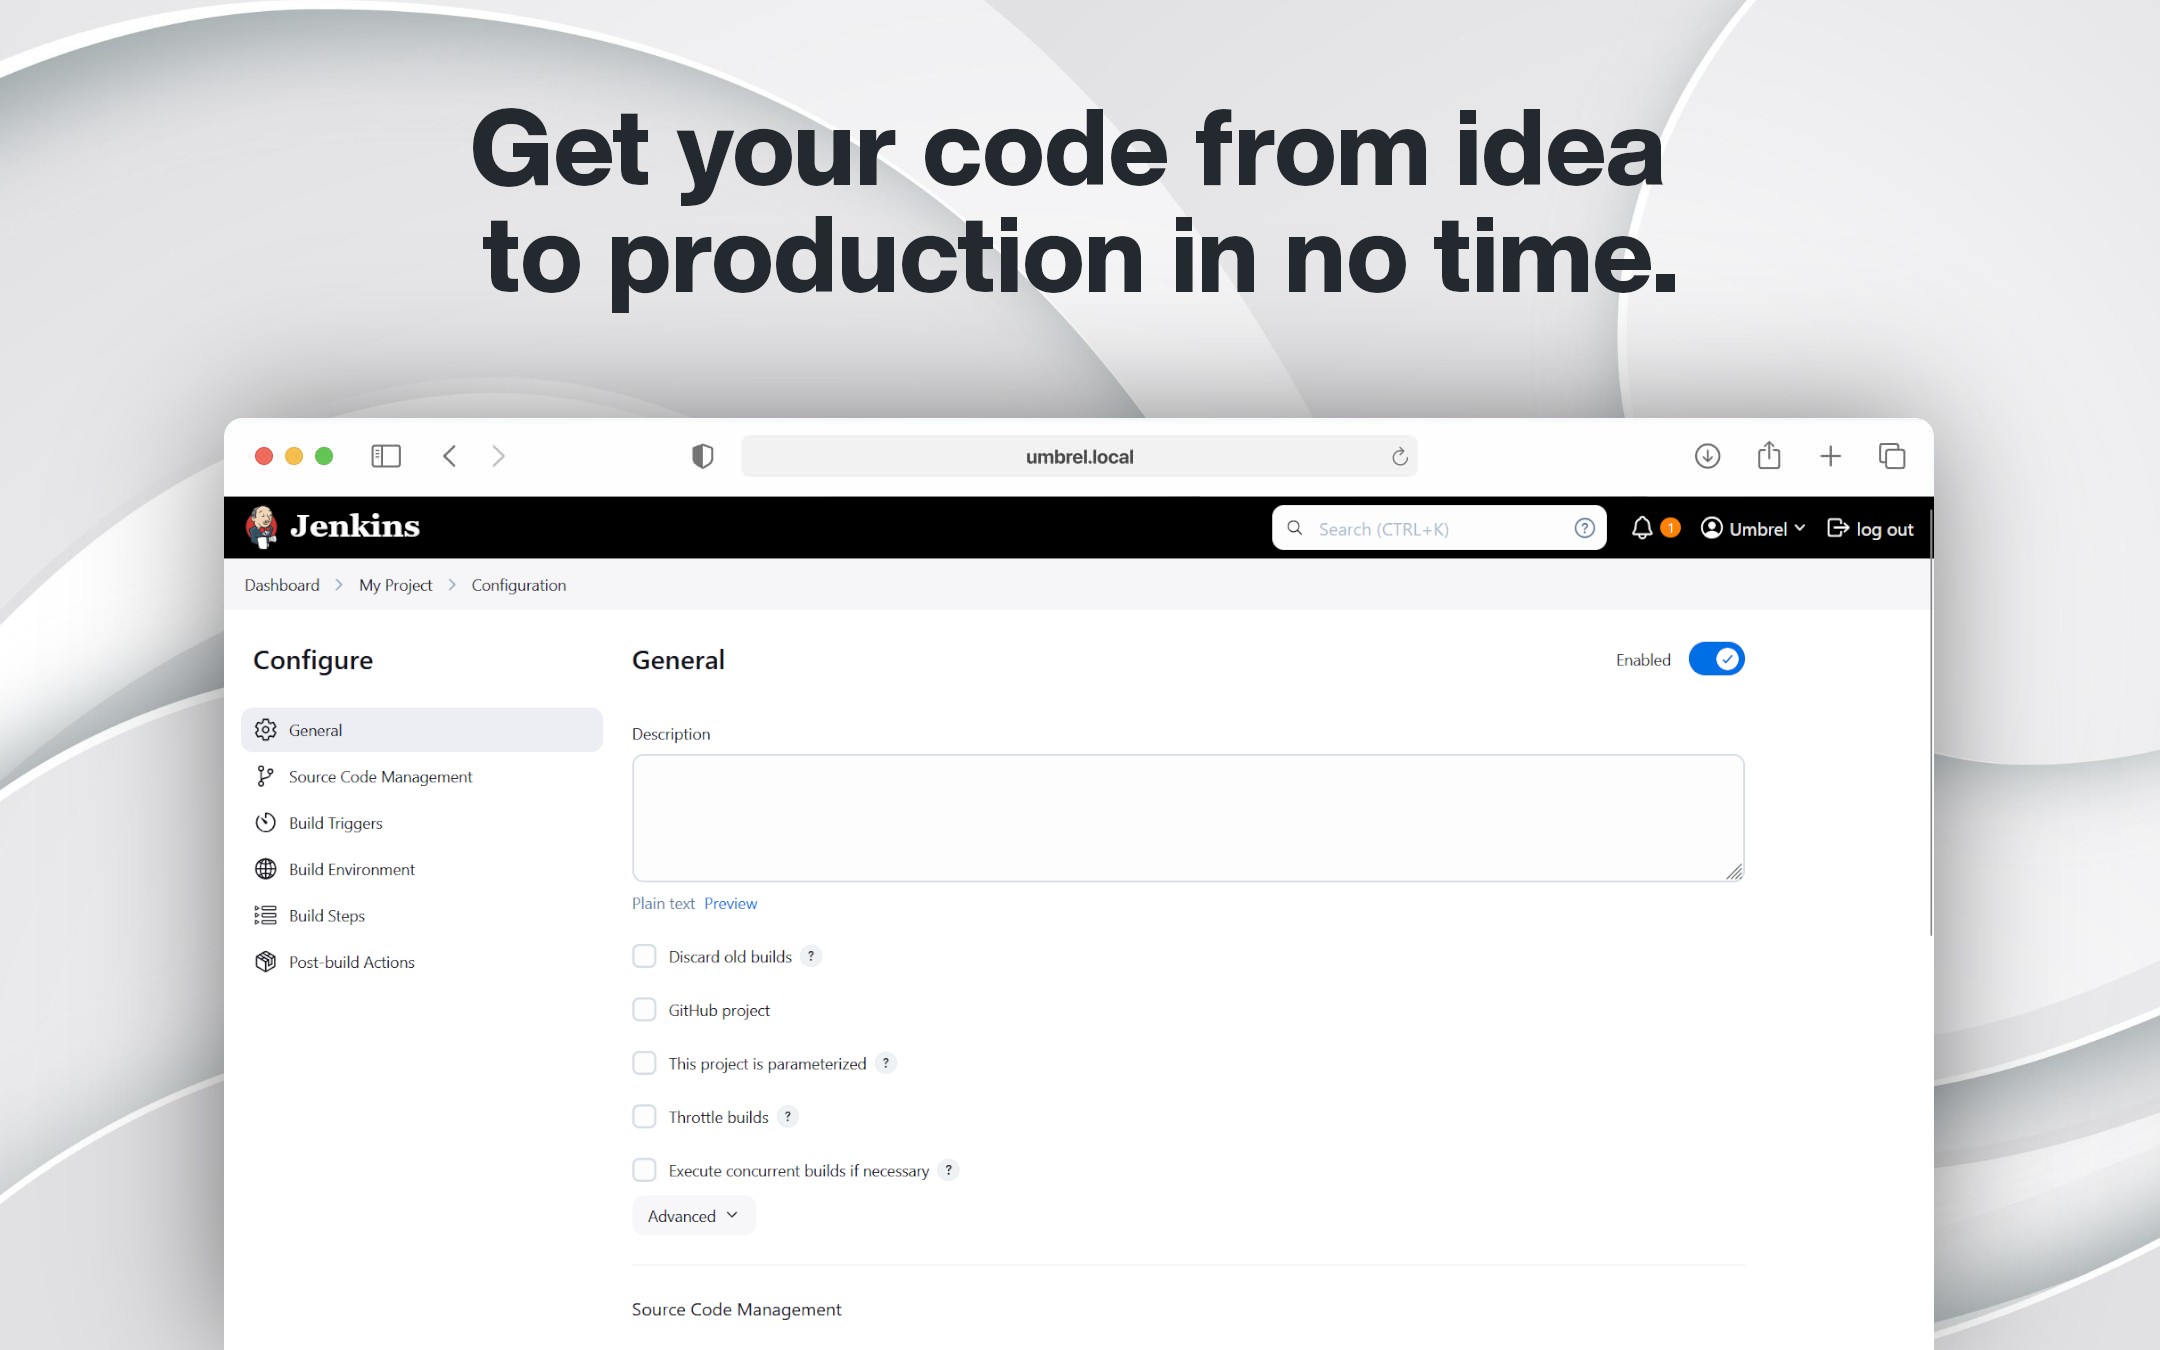 Get your code from idea
to production in no time.
umbrel.local
Jenkins
Search (CTRL+K)
?
1
Umbrel
log out
Dashboard
My Project
Configuration
Configure
General
Source Code Management
Build Triggers
Build Environment
Build Steps
Post-build Actions
General
Enabled
Description
Plain text Preview
Discard old builds ?
GitHub project
This project is parameterized ?
Throttle builds ?
Execute concurrent builds if necessary ?
Advanced
Source Code Management